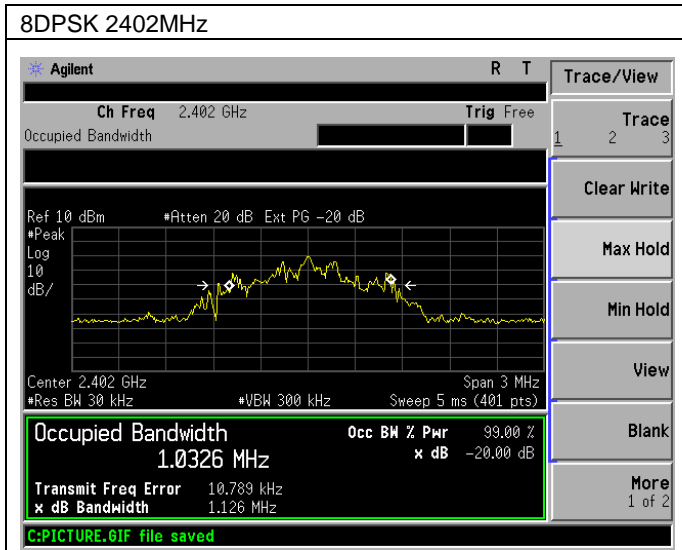 8DPSK 2402MHz
Agilent R T Trace/View
Ch Freq 2.402 GHz Trig Free
Occupied Bandwidth
Trace
1 2 3
Clear Write
Ref 10 dBm #Atten 20 dB Ext PG -20 dB
#Peak
Log
10
dB/
Max Hold
Min Hold
Center 2.402 GHz Span 3 MHz
#Res BW 30 kHz #VBW 300 kHz Sweep 5 ms (401 pts)
View
Occupied Bandwidth Occ BW % Pwr 99.00 %
1.0326 MHz x dB -20.00 dB
Blank
Transmit Freq Error 10.789 kHz
x dB Bandwidth 1.126 MHz
More
1 of 2
C:PICTURE.GIF file saved